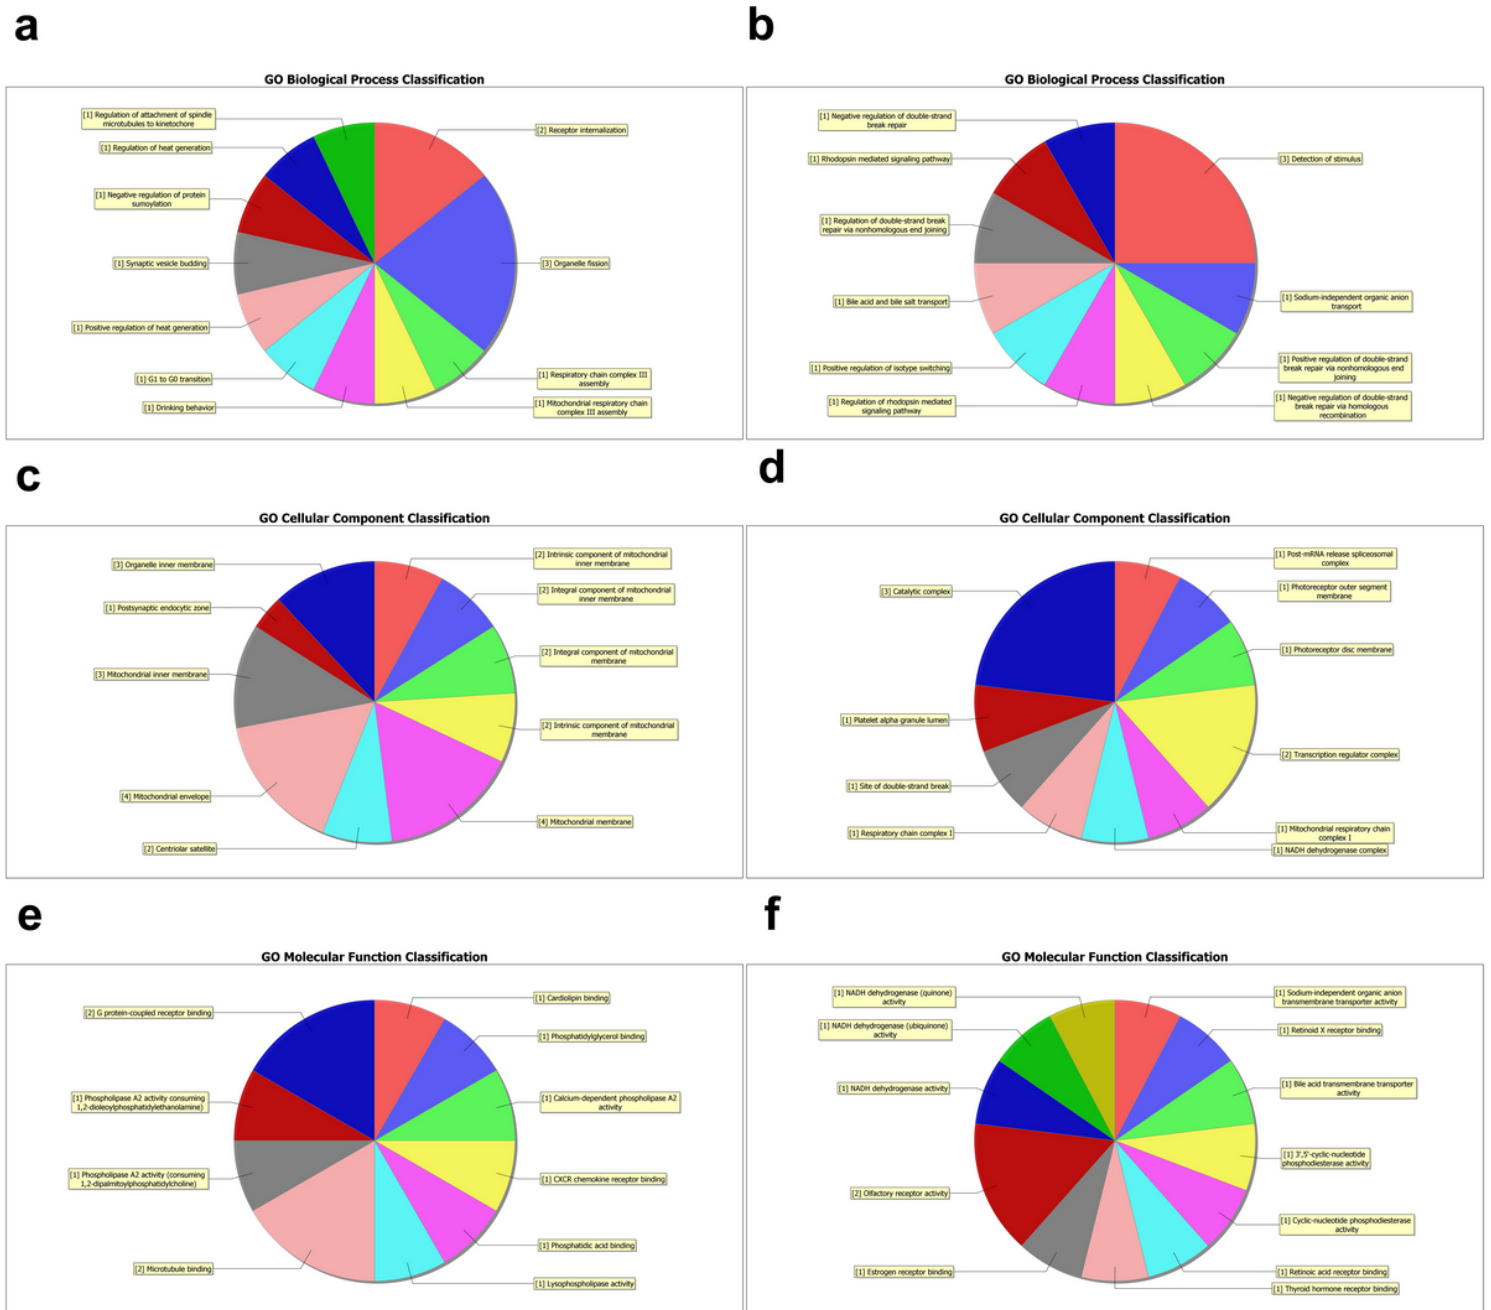 a
GO Biological Process Classification
[1] Regulation of attachment of spindle
microtubules to kinetochore
[2] Receptor internalization
[1] Regulation of heat generation
[1] Negative regulation of protein
sumoylation
[1] Synaptic vesicle budding
[3] Organelle fission
[1] Positive regulation of heat generation
[1] G1 to G0 transition
[1] Respiratory chain complex III
assembly
[1] Drinking behavior
[1] Mitochondrial respiratory chain
complex III assembly
b
GO Biological Process Classification
[1] Negative regulation of double-strand
break repair
[1] Rhodopsin mediated signaling pathway
[3] Detection of stimulus
[1] Regulation of double-strand break
repair via nonhomologous end joining
[1] Bile acid and bile salt transport
[1] Sodium-independent organic anion
transport
[1] Positive regulation of isotype switching
[1] Positive regulation of double-strand
break repair via nonhomologous end
joining
[1] Regulation of rhodopsin mediated
signaling pathway
[1] Negative regulation of double-strand
break repair via homologous
recombination
c
GO Cellular Component Classification
[3] Organelle inner membrane
[2] Intrinsic component of mitochondrial
inner membrane
[1] Postsynaptic endocytic zone
[2] Integral component of mitochondrial
inner membrane
[3] Mitochondrial inner membrane
[2] Integral component of mitochondrial
membrane
[2] Intrinsic component of mitochondrial
membrane
[4] Mitochondrial envelope
[4] Mitochondrial membrane
[2] Centriolar satellite
d
GO Cellular Component Classification
[1] Post-mRNA release spliceosomal
complex
[3] Catalytic complex
[1] Photoreceptor outer segment
membrane
[1] Photoreceptor disc membrane
[1] Platelet alpha granule lumen
[2] Transcription regulator complex
[1] Site of double-strand break
[1] Respiratory chain complex I
[1] Mitochondrial respiratory chain
complex I
[1] NADH dehydrogenase complex
e
GO Molecular Function Classification
[2] G protein-coupled receptor binding
[1] Cardiolipin binding
[1] Phosphatidylglycerol binding
[1] Phospholipase A2 activity consuming
1,2-dioleoylphosphatidylethanolamine)
[1] Calcium-dependent phospholipase A2
activity
[1] Phospholipase A2 activity (consuming
1,2-dipalmitoylphosphatidylcholine)
[1] CXCR chemokine receptor binding
[1] Phosphatidic acid binding
[2] Microtubule binding
[1] Lysophospholipase activity
f
GO Molecular Function Classification
[1] NADH dehydrogenase (quinone)
activity
[1] Sodium-independent organic anion
transmembrane transporter activity
[1] NADH dehydrogenase (ubiquinone)
activity
[1] Retinoid X receptor binding
[1] NADH dehydrogenase activity
[1] Bile acid transmembrane transporter
activity
[1] 3',5'-cyclic-nucleotide
phosphodiesterase activity
[2] Olfactory receptor activity
[1] Cyclic-nucleotide phosphodiesterase
activity
[1] Estrogen receptor binding
[1] Retinoic acid receptor binding
[1] Thyroid hormone receptor binding